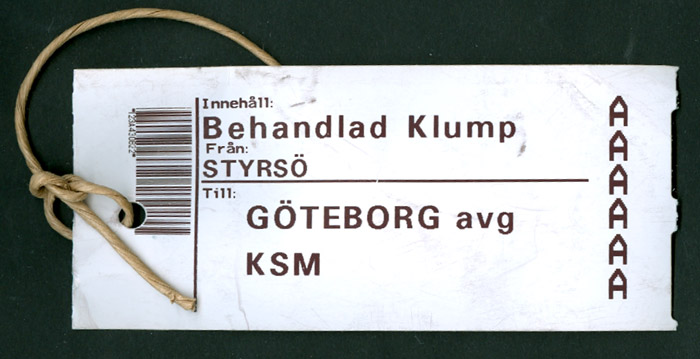 Innehåll:
Behandlad Klump
Från:
STYRSÖ
Till:
GÖTEBORG avg
KSM
A
A
A
A
A
A